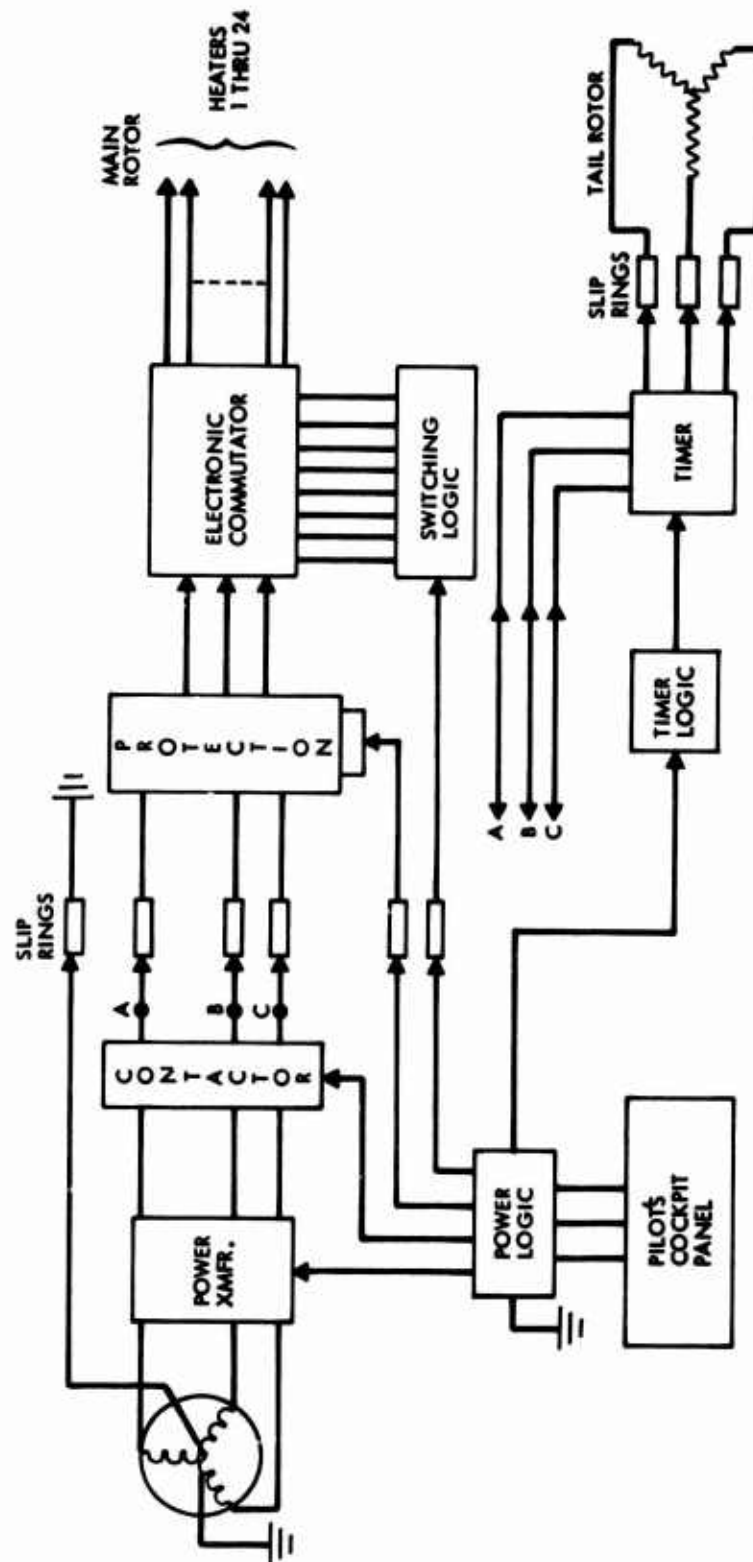 MAIN
ROTOR
HEATERS
1 THRU 24
SLIP
RINGS
A
B
C
POWER
XMFR.
CONTACTOR
PROTECTION
ELECTRONIC
COMMUTATOR
SWITCHING
LOGIC
POWER
LOGIC
PILOT'S
COCKPIT
PANEL
A
B
C
TIMER
LOGIC
TIMER
SLIP
RINGS
TAIL ROTOR